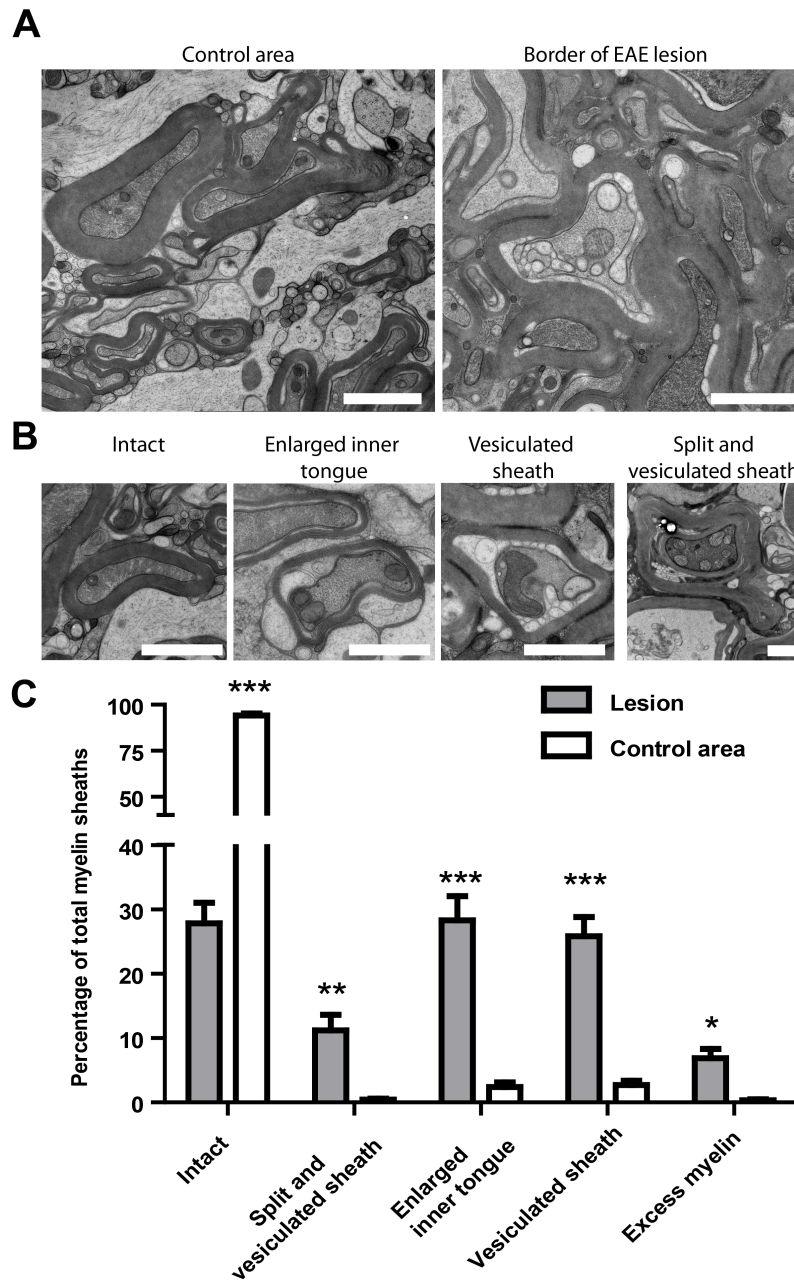 A
Control area
Border of EAE lesion
B
Intact
Enlarged inner
tongue
Vesiculated
sheath
Split and
vesiculated sheath
C
***
100
75
50
40
30
20
10
0
Percentage of total myelin sheaths
Lesion
Control area
**
***
***
*
Intact
Split and
vesiculated sheath
Enlarged
inner tongue
Vesiculated sheath
Excess myelin